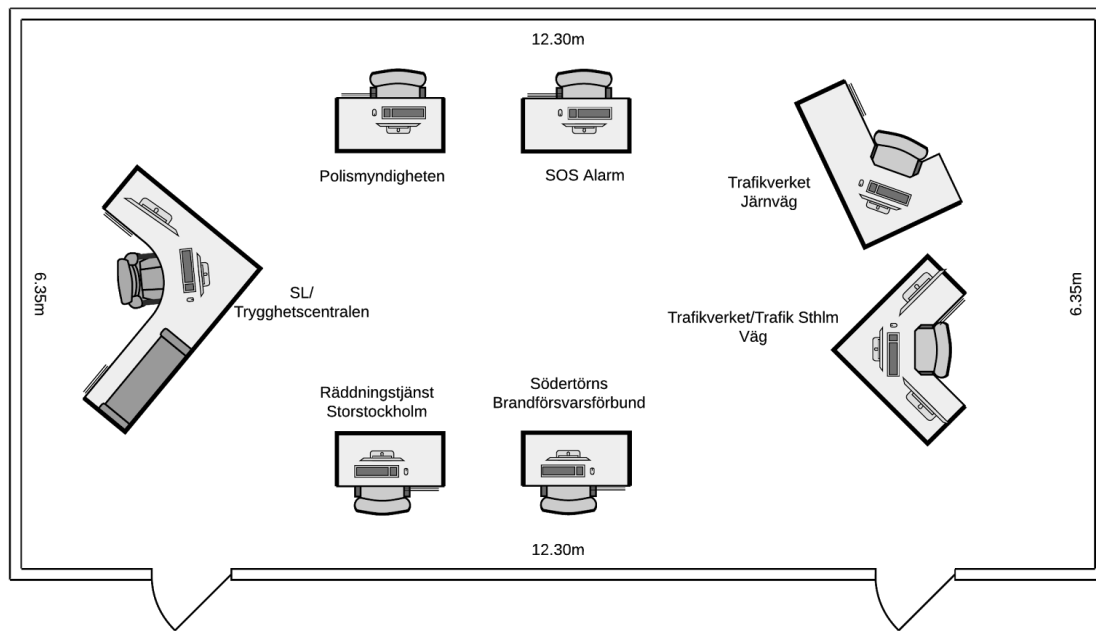 12.30m
Polismyndigheten
SOS Alarm
Trafikverket
Järnväg
6.35m
SL/
Trygghetscentralen
Trafikverket/Trafik Sthlm
Väg
6.35m
Räddningstjänst
Storstockholm
Södertörns
Brandförsvarsförbund
12.30m